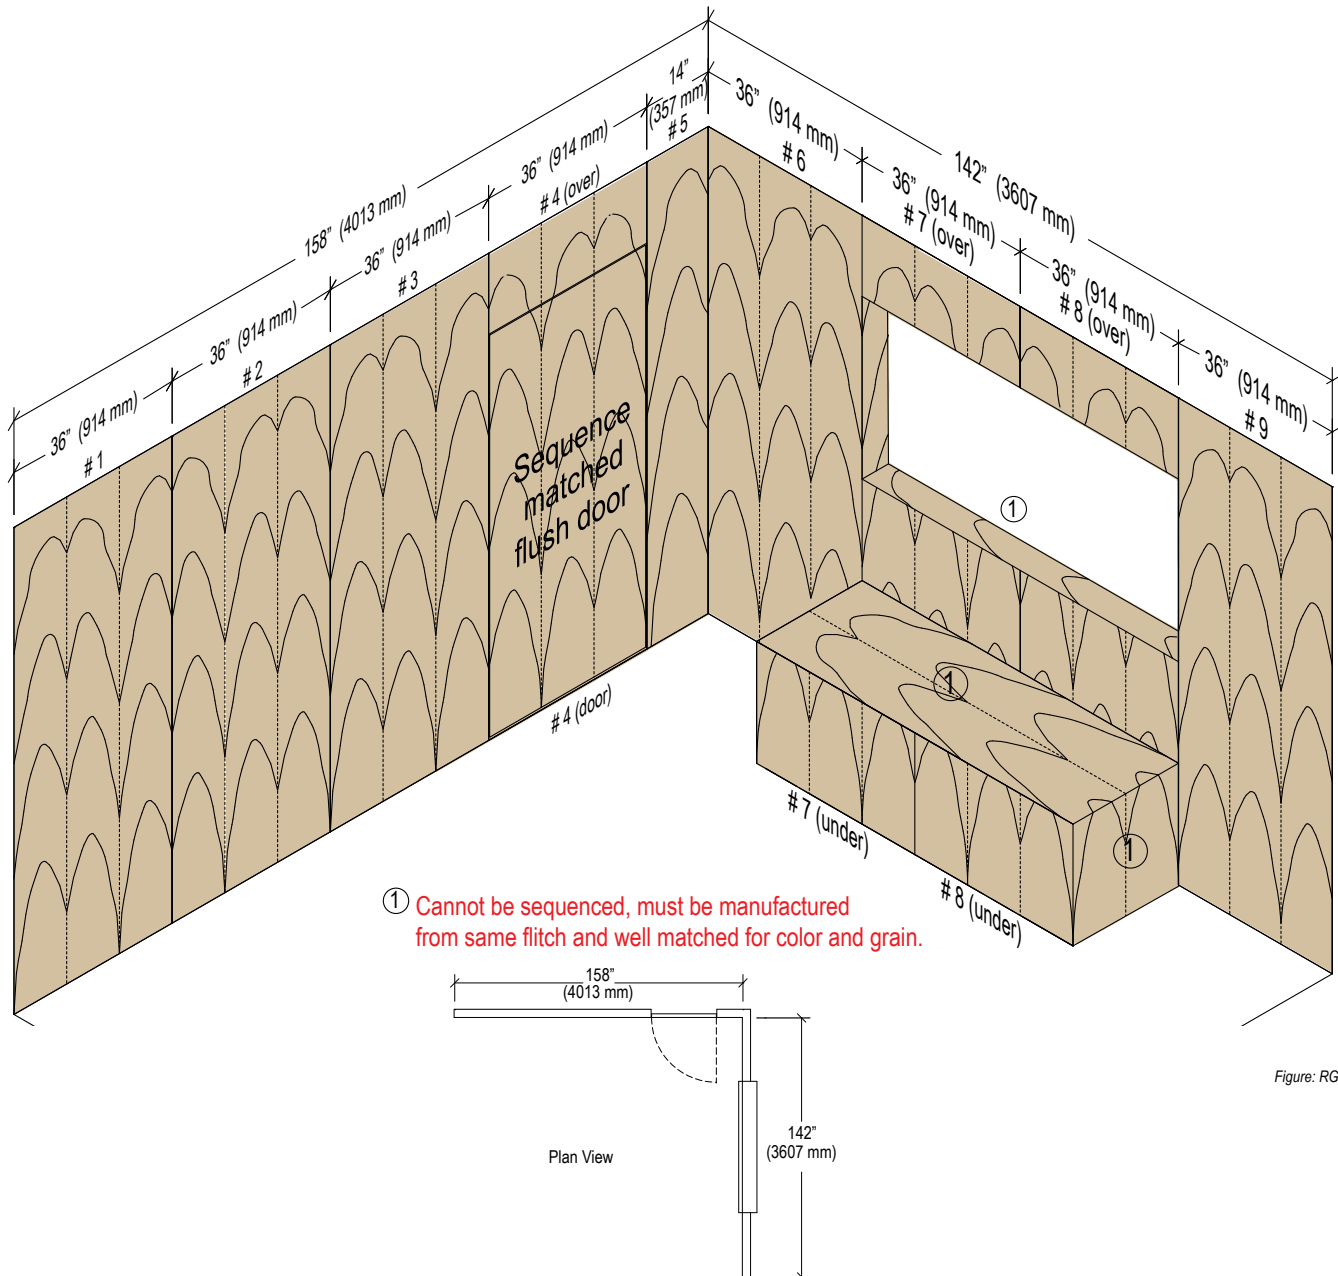 158” (4013 mm)
36” (914 mm)
# 1
36” (914 mm)
# 2
36” (914 mm)
# 3
36” (914 mm)
# 4 (over)
14”
(357 mm)
# 5
142” (3607 mm)
36” (914 mm)
# 6
36” (914 mm)
# 7 (over)
36” (914 mm)
# 8 (over)
36” (914 mm)
# 9
Sequence
matched
flush door
# 4 (door)
1
1
1
# 7 (under)
# 8 (under)
1 Cannot be sequenced, must be manufactured
from same flitch and well matched for color and grain.
158”
(4013 mm)
142”
(3607 mm)
Plan View
Figure: RG